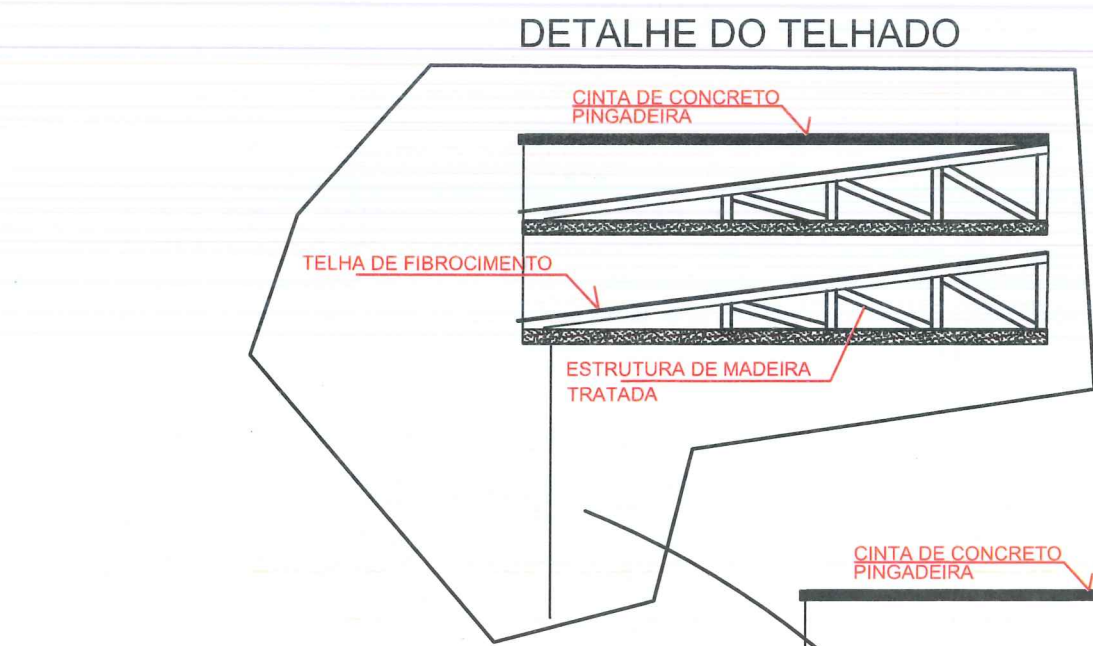 DETALHE DO TELHADO
CINTA DE CONCRETO
PINGADEIRA
TELHA DE FIBROCIMENTO
ESTRUTURA DE MADEIRA
TRATADA
CINTA DE CONCRETO
PINGADEIRA